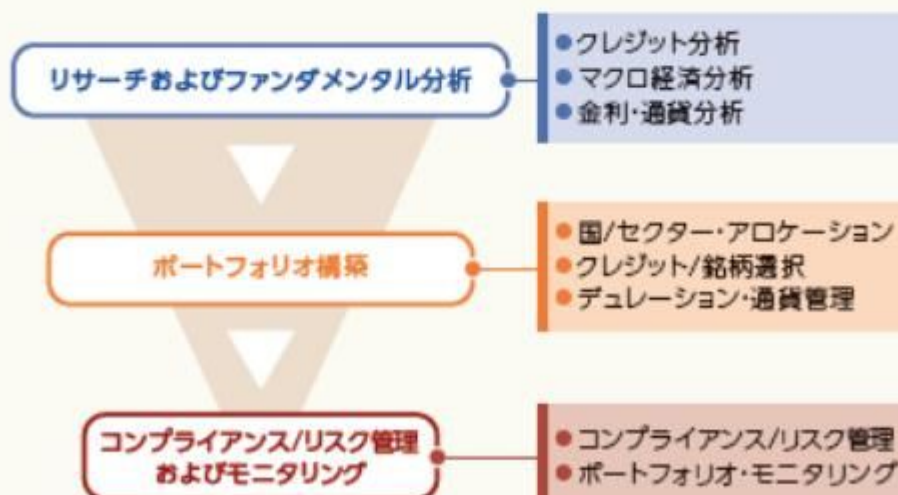 リサーチおよびファンダメンタル分析
●クレジット分析
●マクロ経済分析
●金利・通貨分析
ポートフォリオ構築
●国/セクター・アロケーション
●クレジット/銘柄選択
●デュレーション・通貨管理
コンプライアンス/リスク管理
およびモニタリング
●コンプライアンス/リスク管理
●ポートフォリオ・モニタリング